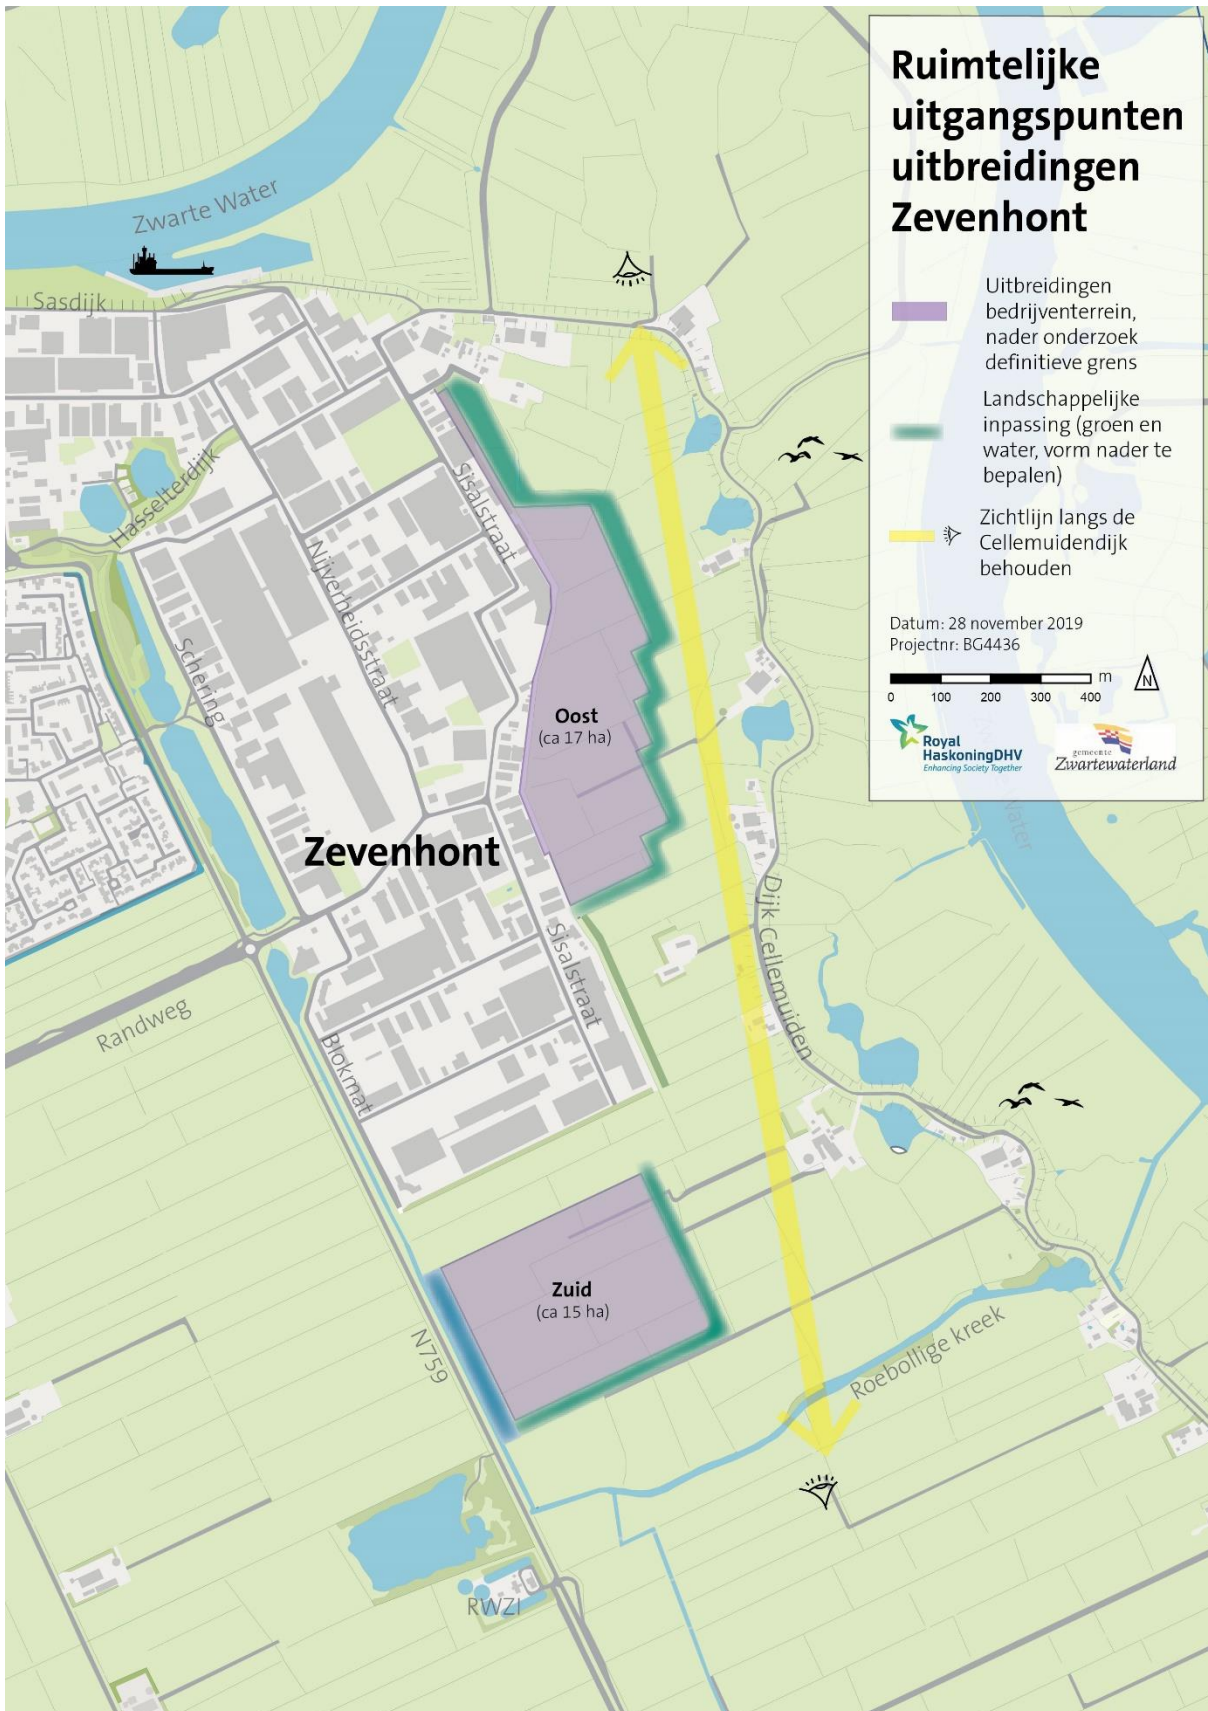 Ruimtelijke
uitgangspunten
uitbreidingen
Zevenhont
Uitbreidingen
bedrijventerrein,
nader onderzoek
definitieve grens
Landschappelijke
inpassing (groen en
water, vorm nader te
bepalen)
Zichtlijn langs de
Cellemuidendijk
behouden
Datum: 28 november 2019
Projectnr: BG4436
0 100 200 300 400 m
N
Royal
HaskoningDHV
Enhancing Society Together
gemeente
Zwartewaterland
Zwarte Water
Sasdijk
Hasselterdijk
Sisalstraat
Nijverheidsstraat
Schering
Oost
(ca 17 ha)
Zevenhont
Water
Dijk Cellemuiden
Sisalstraat
Randweg
Blokmat
Zuid
(ca 15 ha)
N759
Roebollige kreek
RWZI